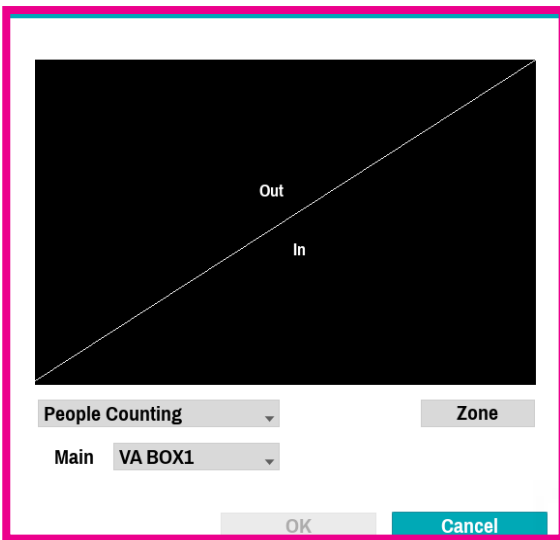 Out
In
People Counting
Zone
Main VA BOX1
OK
Cancel